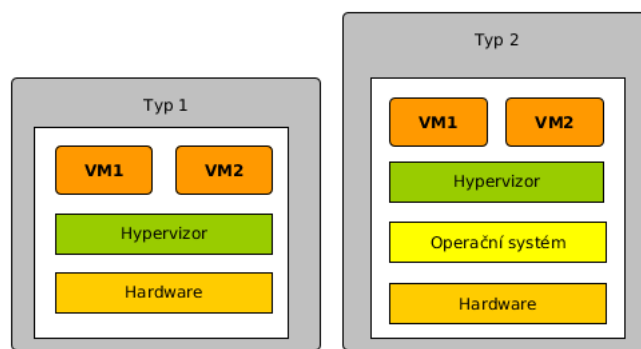 Typ 1
VM1 VM2
Hypervizor
Hardware
Typ 2
VM1 VM2
Hypervizor
Operační systém
Hardware